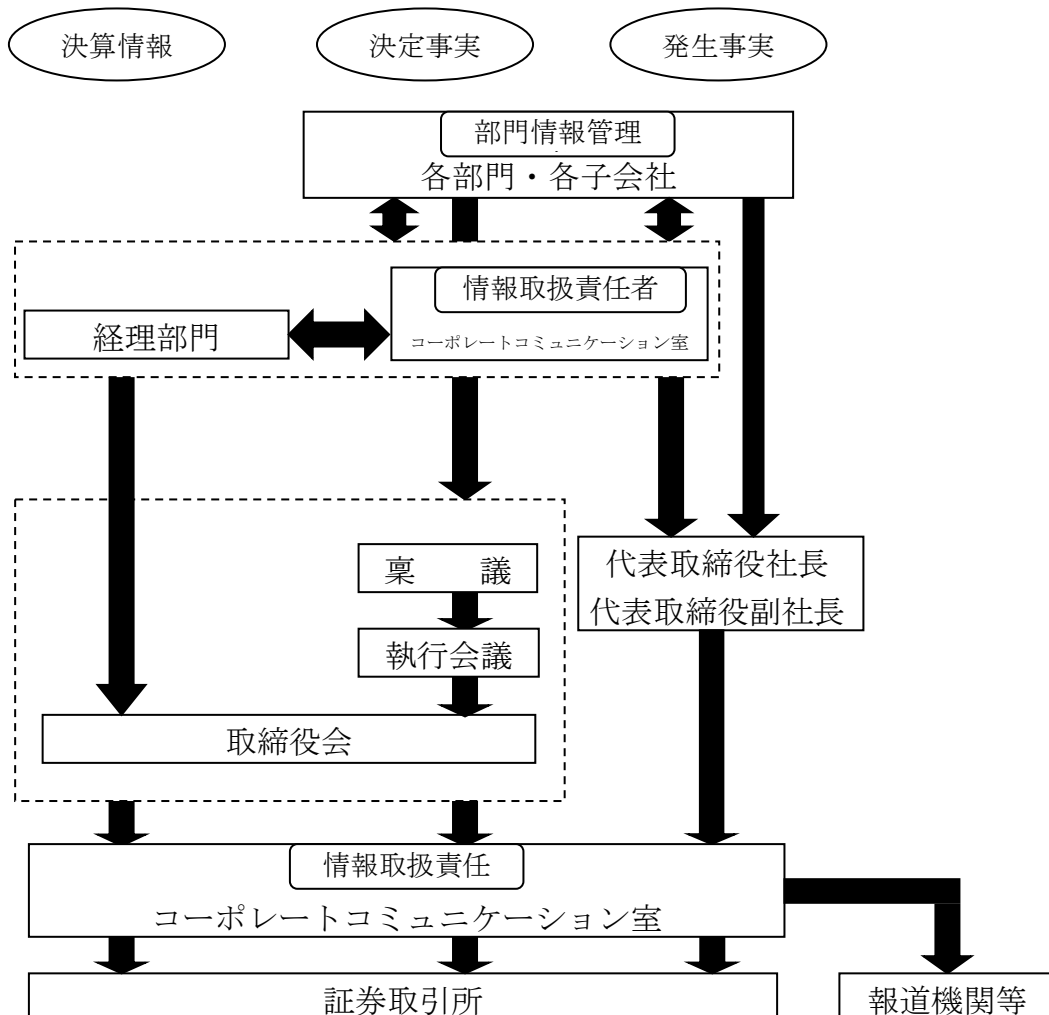 決算情報
決定事実
発生事実
部門情報管理
各部門・各子会社
情報取扱責任者
経理部門
コーポレートコミュニケーション室
稟　　議
代表取締役社長
代表取締役副社長
執行会議
取締役会
情報取扱責任
コーポレートコミュニケーション室
証券取引所
報道機関等